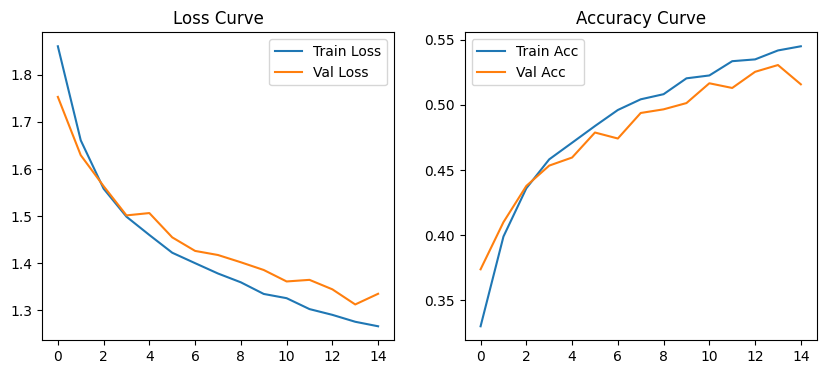 Loss Curve
Train Loss
Val Loss
1.8
1.7
1.6
1.5
1.4
1.3
0 2 4 6 8 10 12 14
Accuracy Curve
Train Acc
Val Acc
0.55
0.50
0.45
0.40
0.35
0 2 4 6 8 10 12 14